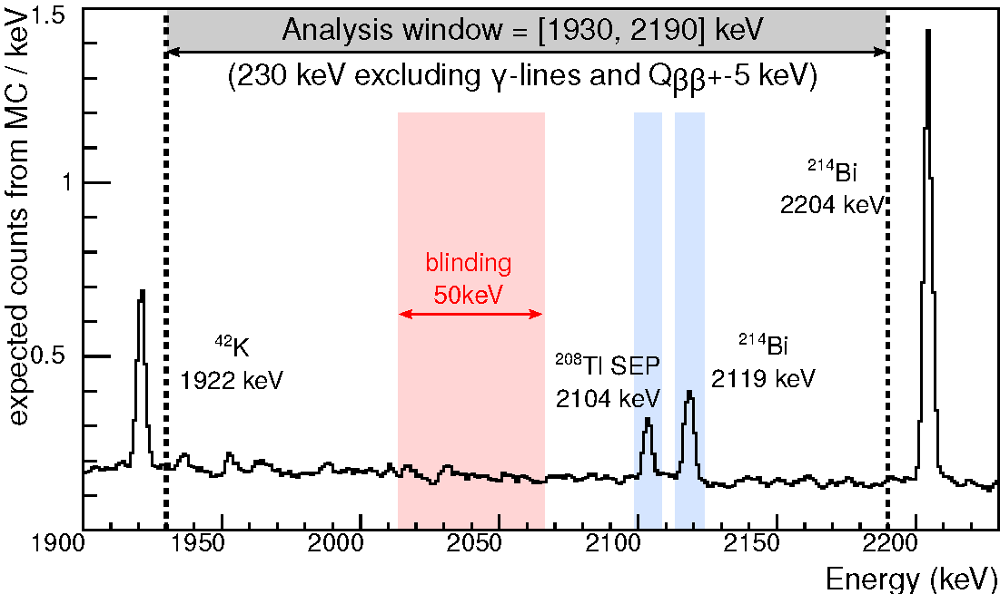 1.5
Analysis window = [1930, 2190] keV
(230 keV excluding γ-lines and Qββ+-5 keV)
expected counts from MC / keV
1
0.5
214Bi
2204 keV
blinding
50keV
42K
1922 keV
208Tl SEP
2104 keV
214Bi
2119 keV
1900
1950
2000
2050
2100
2150
2200
Energy (keV)